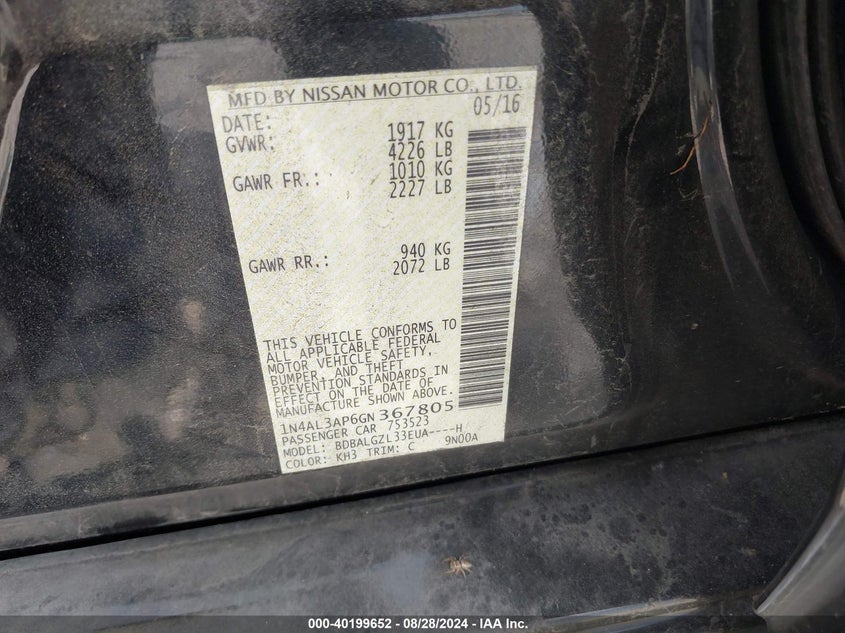 MFD BY NISSAN MOTOR CO., LTD.
DATE: 05/16
GVWR: 1917 KG
4226 LB
GAWR FR.: 1010 KG
2227 LB
GAWR RR.: 940 KG
2072 LB
THIS VEHICLE CONFORMS TO
ALL APPLICABLE FEDERAL
MOTOR VEHICLE SAFETY,
BUMPER, AND THEFT
PREVENTION STANDARDS IN
EFFECT ON THE DATE OF
MANUFACTURE SHOWN ABOVE.
1N4AL3AP6GN367805
PASSENGER CAR 753523
MODEL: BDBALGZL33EUA----H
COLOR: KH3 TRIM: C 9N00A
000-40199652 - 08/28/2024 - IAA Inc.